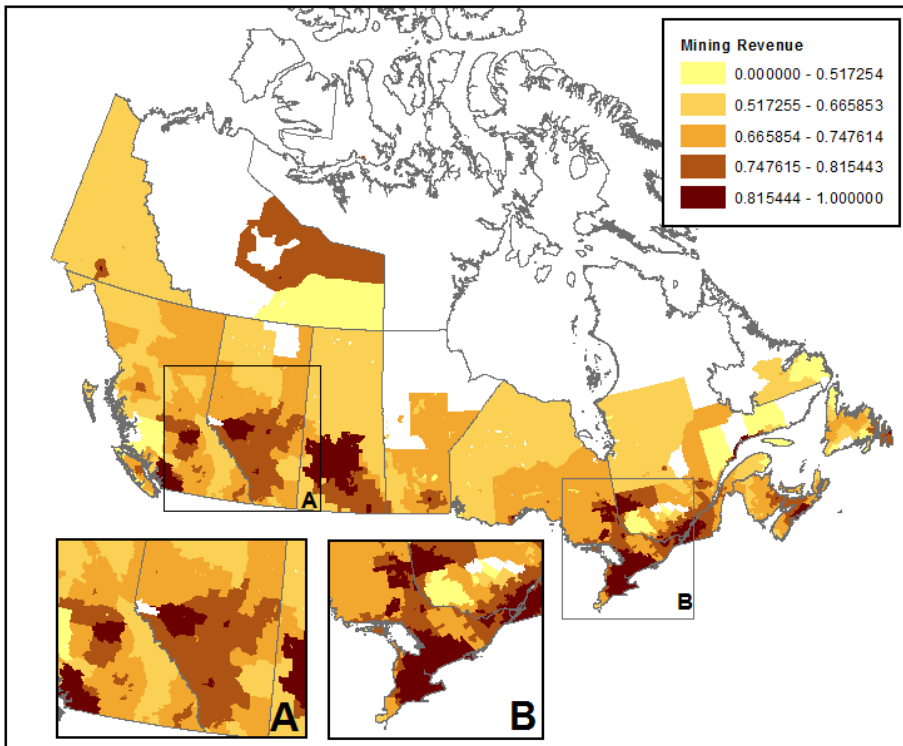 Mining Revenue
0.000000 - 0.517254
0.517255 - 0.665853
0.665854 - 0.747614
0.747615 - 0.815443
0.815444 - 1.000000
A
B
A
B